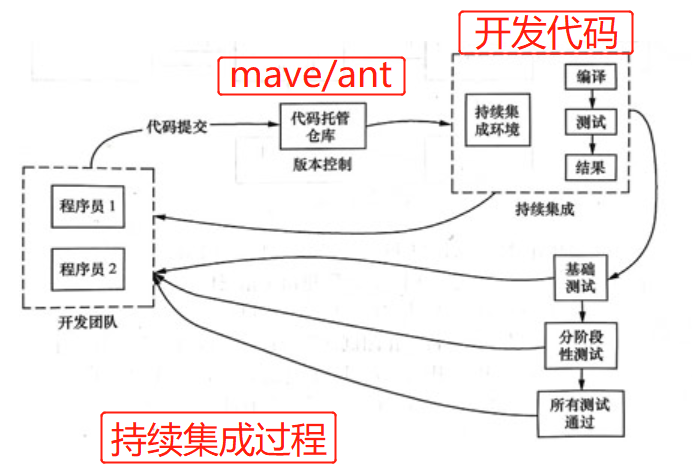 开发代码
mave/ant
编译
代码托管
仓库
持续集
成环境
代码提交
测试
版本控制
结果
程序员1
持续集成
程序员2
基础
测试
开发团队
分阶段
性测试
所有测试
通过
持续集成过程